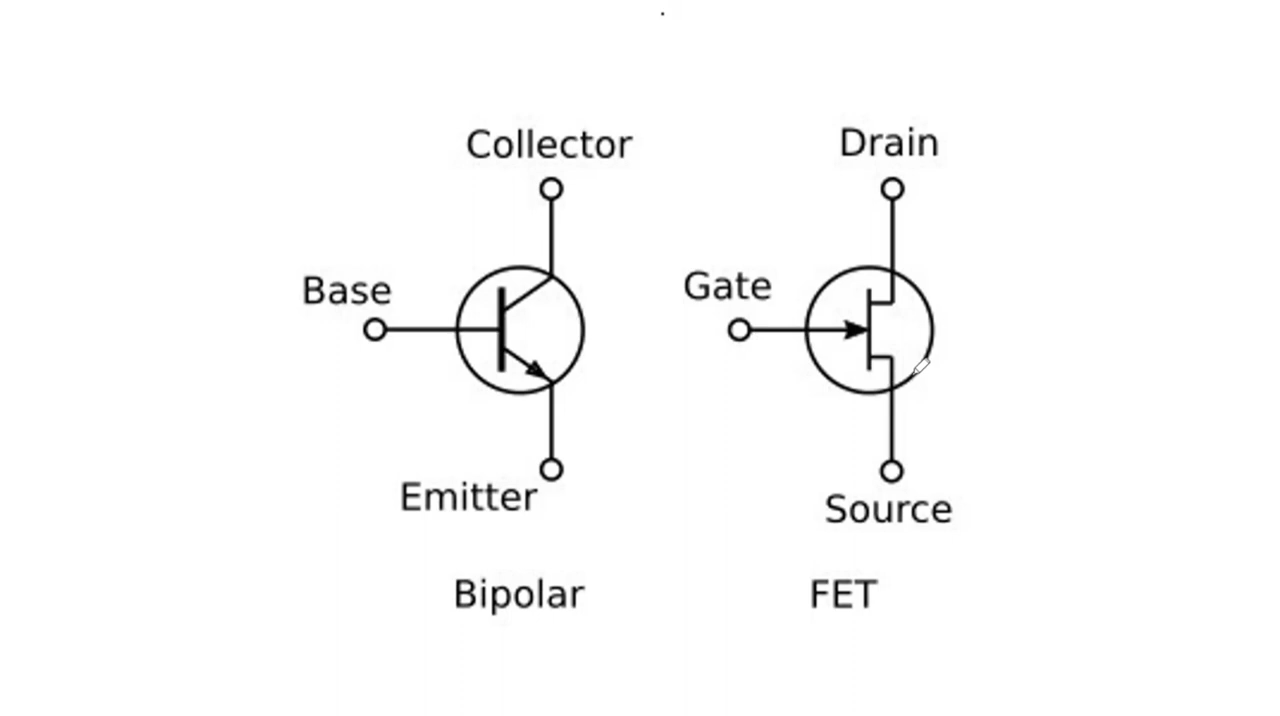 Collector
Drain
Base
Gate
Emitter
Source
Bipolar
FET